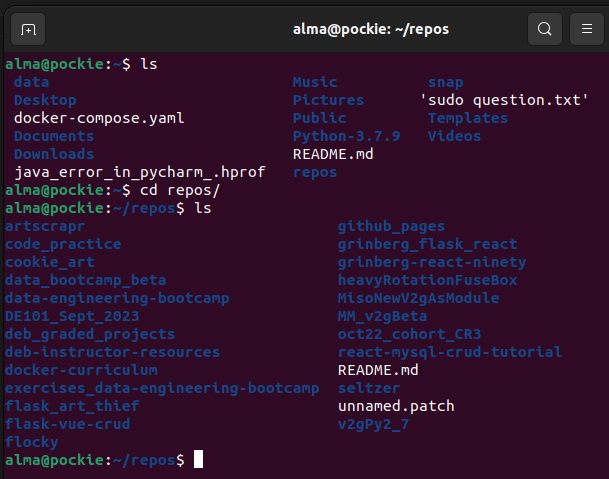 alma@pockie: ~/repos
alma@pockie:~$ ls
data Music snap
Desktop Pictures 'sudo question.txt'
docker-compose.yaml Public Templates
Documents Python-3.7.9 Videos
Downloads README.md
java_error_in_pycharm_.hprof repos
alma@pockie:~$ cd repos/
alma@pockie:~/repos$ ls
artscrapr github_pages
code_practice grinberg_flask_react
cookie_art grinberg-react-ninety
data_bootcamp_beta heavyRotationFuseBox
data-engineering-bootcamp MisoNewV2gAsModule
DE101_Sept_2023 MM_v2gBeta
deb_graded_projects oct22_cohort_CR3
deb-instructor-resources react-mysql-crud-tutorial
docker-curriculum README.md
exercises_data-engineering-bootcamp seltzer
flask_art_thief unnamed.patch
flask-vue-crud v2gPy2_7
flocky
alma@pockie:~/repos$